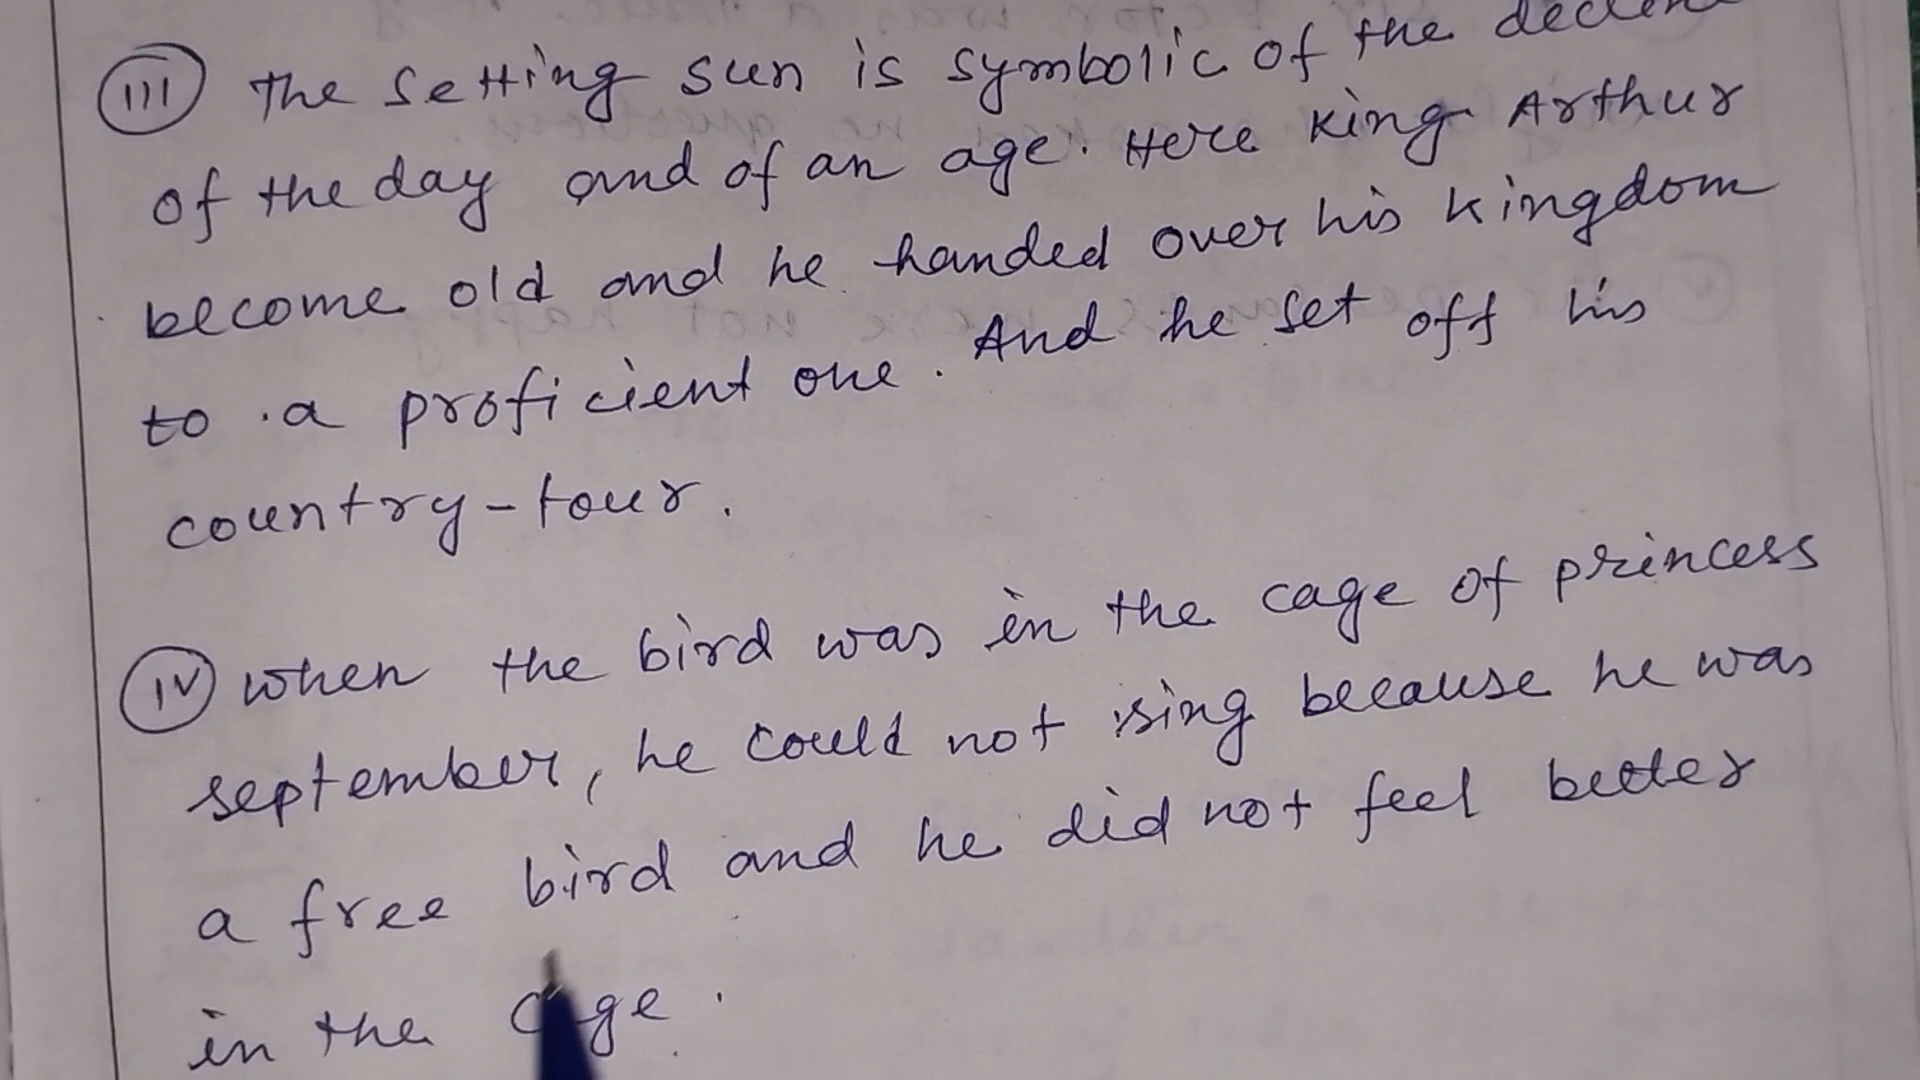 (III) The setting sun is symbolic of the decline
of the day and of an age. Here King Arthur
become old and he handed over his kingdom
to a proficient one. And he set off his
country-tour.
(IV) when the bird was in the cage of princess
september, he could not sing because he was
a free bird and he did not feel better
in the cage.